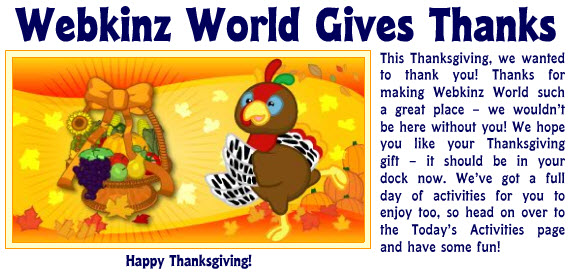 Webkinz World Gives Thanks
This Thanksgiving, we wanted
to thank you! Thanks for
making Webkinz World such
a great place – we wouldn't
be here without you! We hope
you like your Thanksgiving
gift – it should be in your
dock now. We've got a full
day of activities for you to
enjoy too, so head on over to
the Today's Activities page
and have some fun!
Happy Thanksgiving!